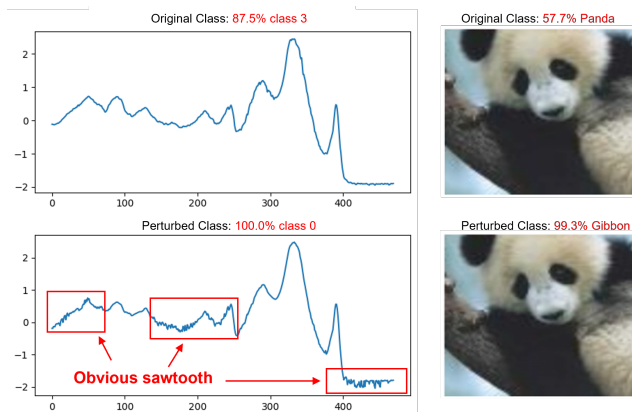 Original Class: 87.5% class 3
2
1
0
−1
−2
0 100 200 300 400
Original Class: 57.7% Panda
Perturbed Class: 100.0% class 0
2
1
0
−1
−2
0 100 200 300 400
Obvious sawtooth
Perturbed Class: 99.3% Gibbon